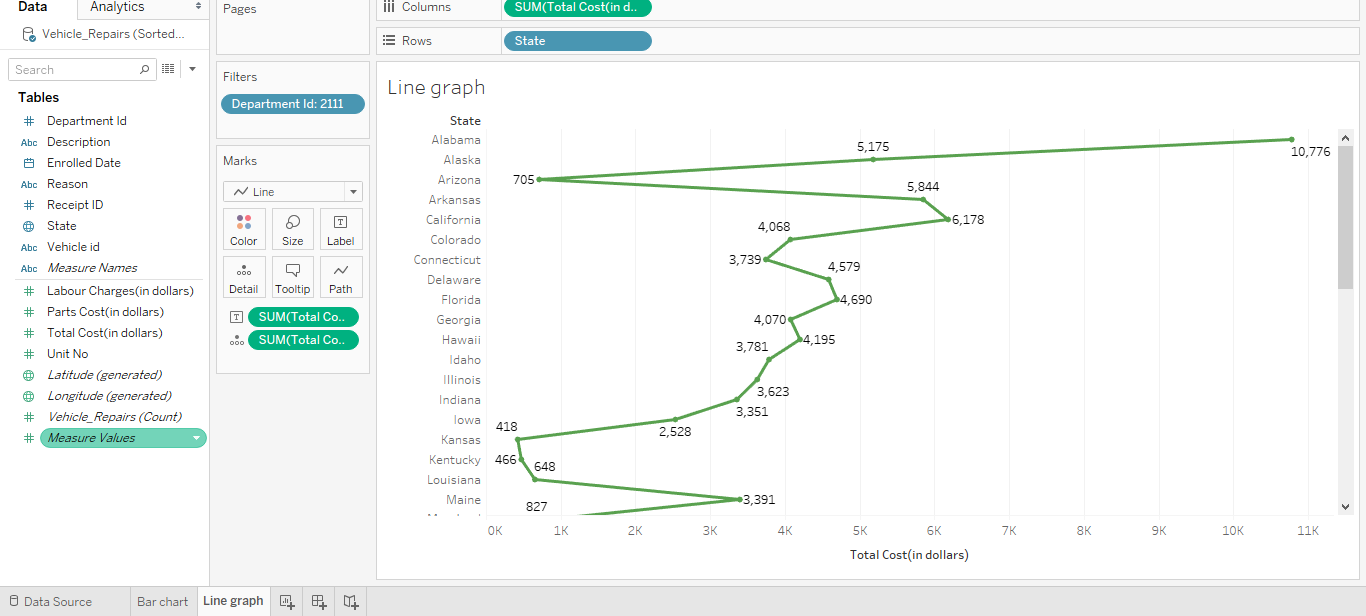 Data
Analytics
Vehicle_Repairs (Sorted...
Search
Tables
Department Id
Abc Description
Enrolled Date
Abc Reason
Receipt ID
State
Abc Vehicle id
Abc Measure Names
Labour Charges(in dollars)
Parts Cost(in dollars)
Total Cost(in dollars)
Unit No
Latitude (generated)
Longitude (generated)
Vehicle_Repairs (Count)
Measure Values
Pages
Filters
Department Id: 2111
Marks
Line
Color Size Label
Detail Tooltip Path
SUM(Total Co..
SUM(Total Co..
Columns SUM(Total Cost(in d..
Rows State
Line graph
State
Alabama 10,776
Alaska 5,175
Arizona 705
Arkansas 5,844
California 6,178
Colorado 4,068
Connecticut 3,739
Delaware 4,579
Florida 4,690
Georgia 4,070
Hawaii 4,195
Idaho 3,781
Illinois 3,623
Indiana 3,351
Iowa 2,528
Kansas 418
Kentucky 466
Louisiana 648
Maine 3,391
827
0K 1K 2K 3K 4K 5K 6K 7K 8K 9K 10K 11K
Total Cost(in dollars)
Data Source Bar chart Line graph